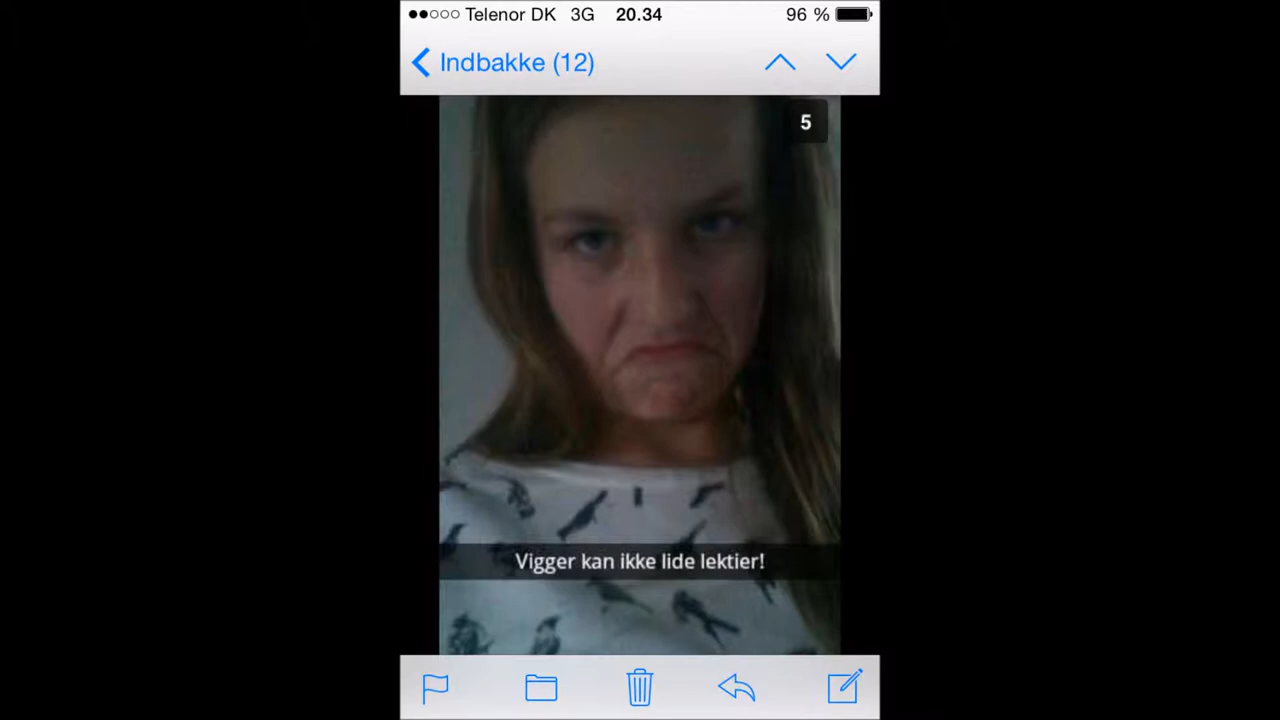 Telenor DK 3G 20.34 96 %
Indbakke (12)
5
Vigger kan ikke lide lektier!